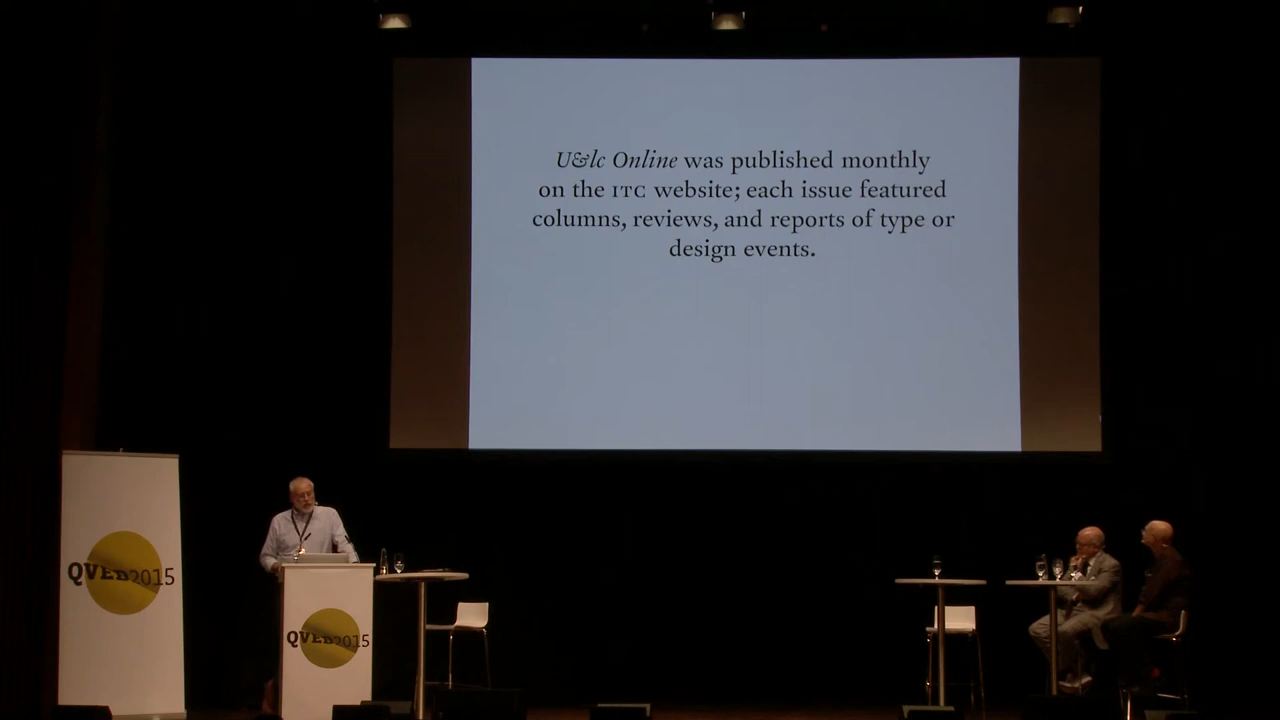 U&lc Online was published monthly
on the ITC website; each issue featured
columns, reviews, and reports of type or
design events.
QVED2015
QVED2015